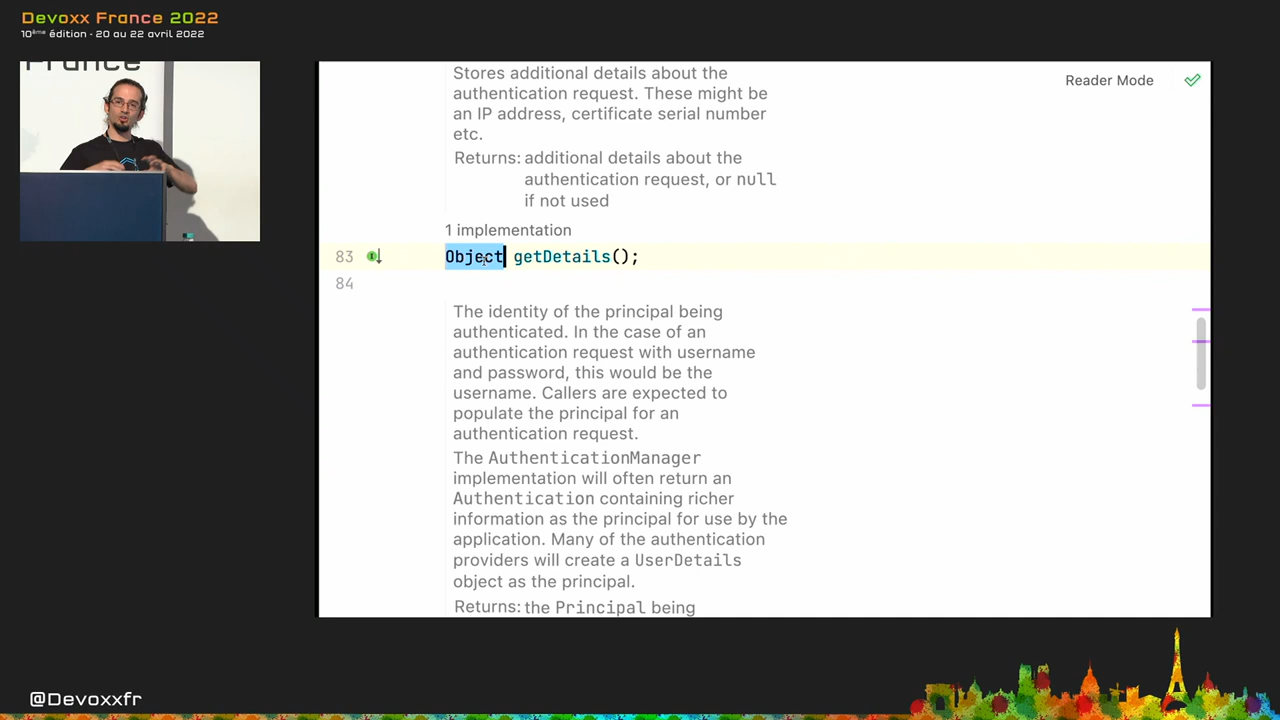 Devoxx France 2022
10ème édition - 20 au 22 avril 2022
France
Stores additional details about the
authentication request. These might be
an IP address, certificate serial number
etc.
Returns: additional details about the
authentication request, or null
if not used
Reader Mode
1 implementation
83 Object getDetails();
84
The identity of the principal being
authenticated. In the case of an
authentication request with username
and password, this would be the
username. Callers are expected to
populate the principal for an
authentication request.
The AuthenticationManager
implementation will often return an
Authentication containing richer
information as the principal for use by the
application. Many of the authentication
providers will create a UserDetails
object as the principal.
Returns: the Principal being
@Devoxxfr